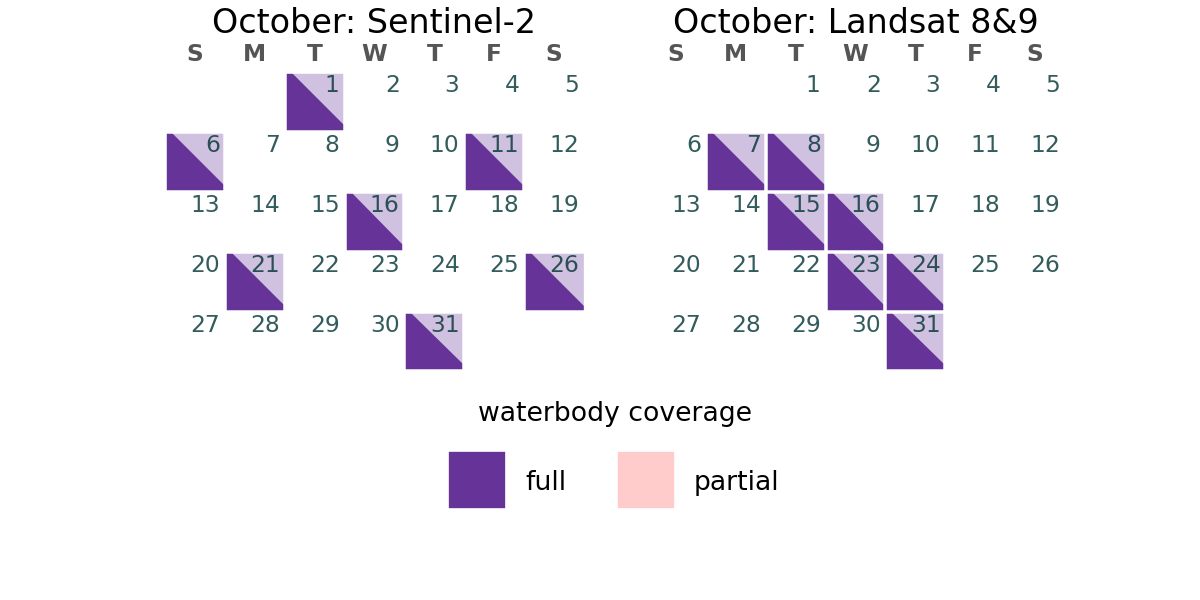 October: Sentinel-2
S M T W T F S
1 2 3 4 5
6 7 8 9 10 11 12
13 14 15 16 17 18 19
20 21 22 23 24 25 26
27 28 29 30 31
October: Landsat 8&9
S M T W T F S
1 2 3 4 5
6 7 8 9 10 11 12
13 14 15 16 17 18 19
20 21 22 23 24 25 26
27 28 29 30 31
waterbody coverage
full partial